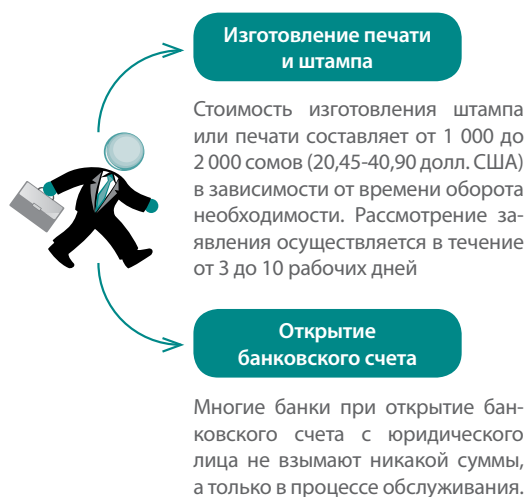 Изготовление печати
и штампа
Стоимость изготовления штампа
или печати составляет от 1 000 до
2 000 сомов (20,45-40,90 долл. США)
в зависимости от времени оборота
необходимости. Рассмотрение за-
явления осуществляется в течение
от 3 до 10 рабочих дней
Открытие
банковского счета
Многие банки при открытие бан-
ковского счета с юридического
лица не взымают никакой суммы,
а только в процессе обслуживания.